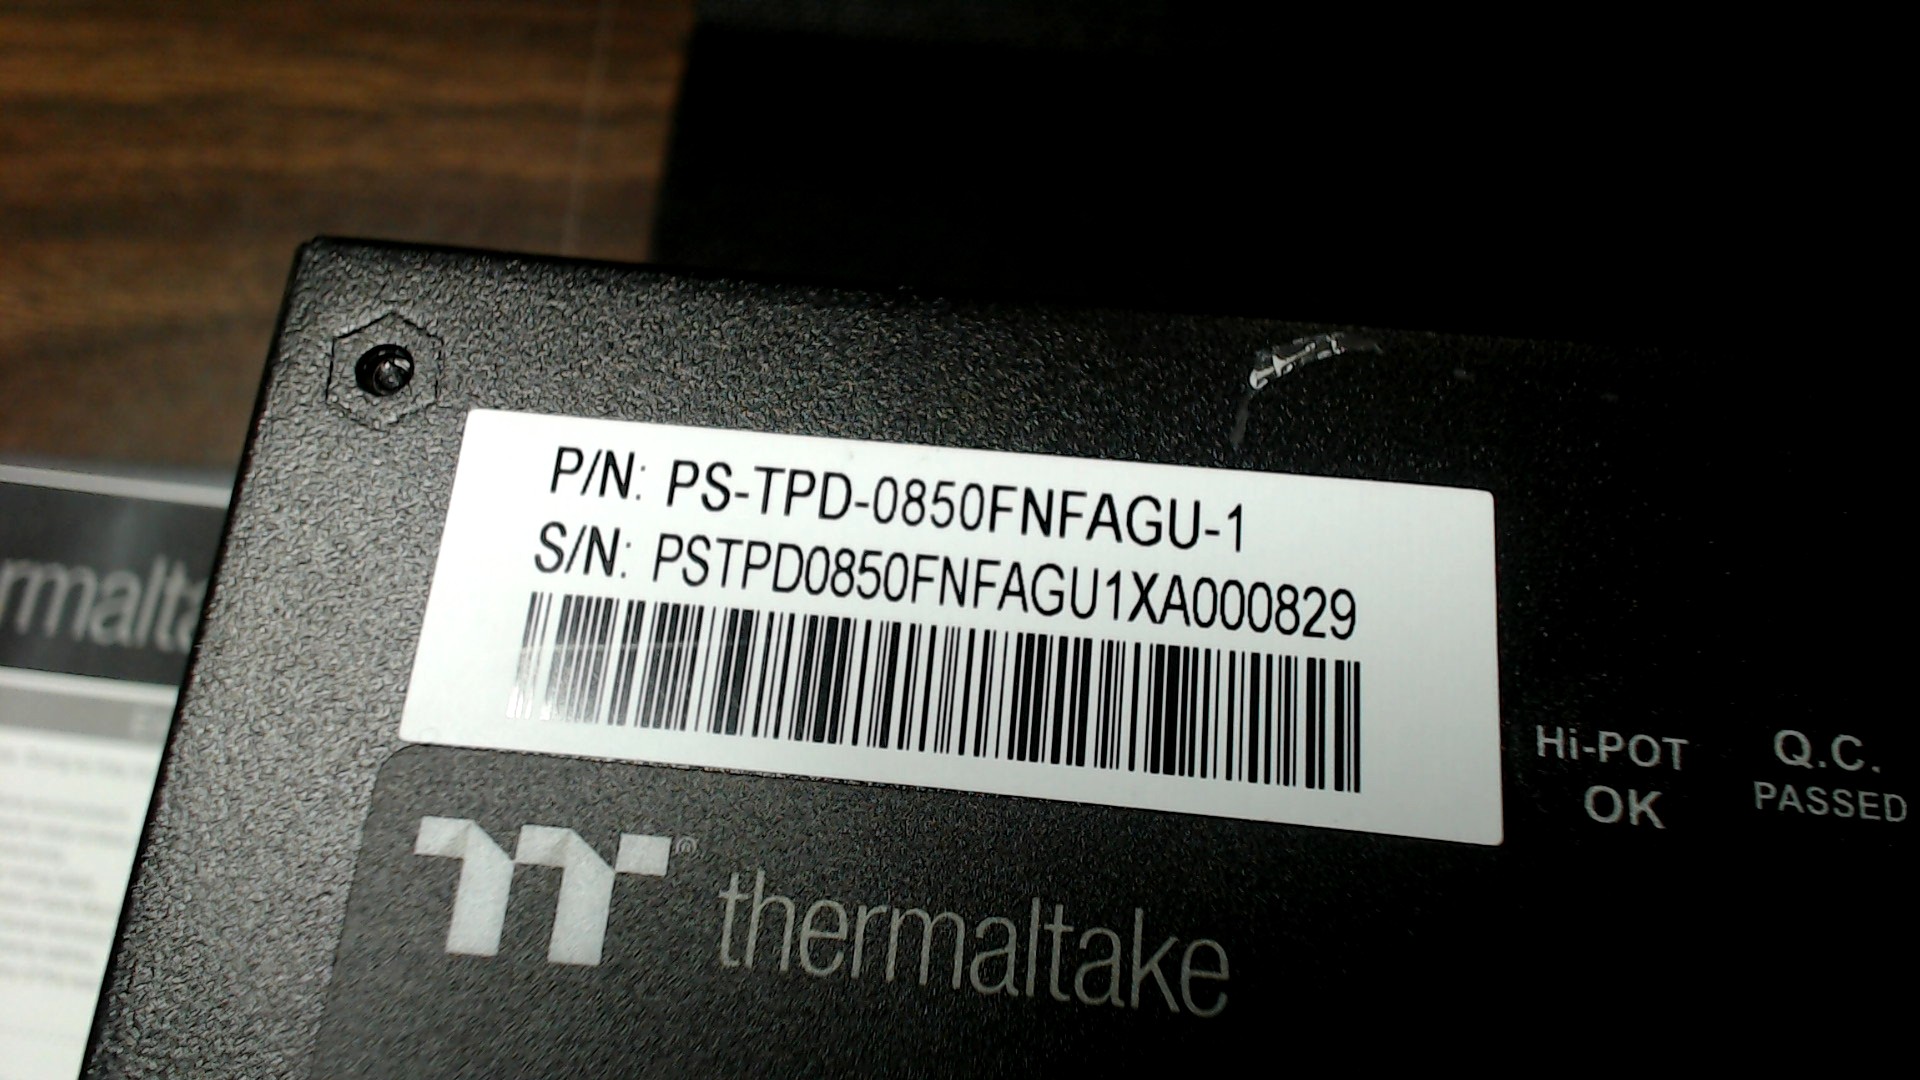 P/N: PS-TPD-0850FNFAGU-1
S/N: PSTPD0850FNFAGU1XA000829
Hi-POT
OK
Q.C.
PASSED
®
thermaltake
rmalta